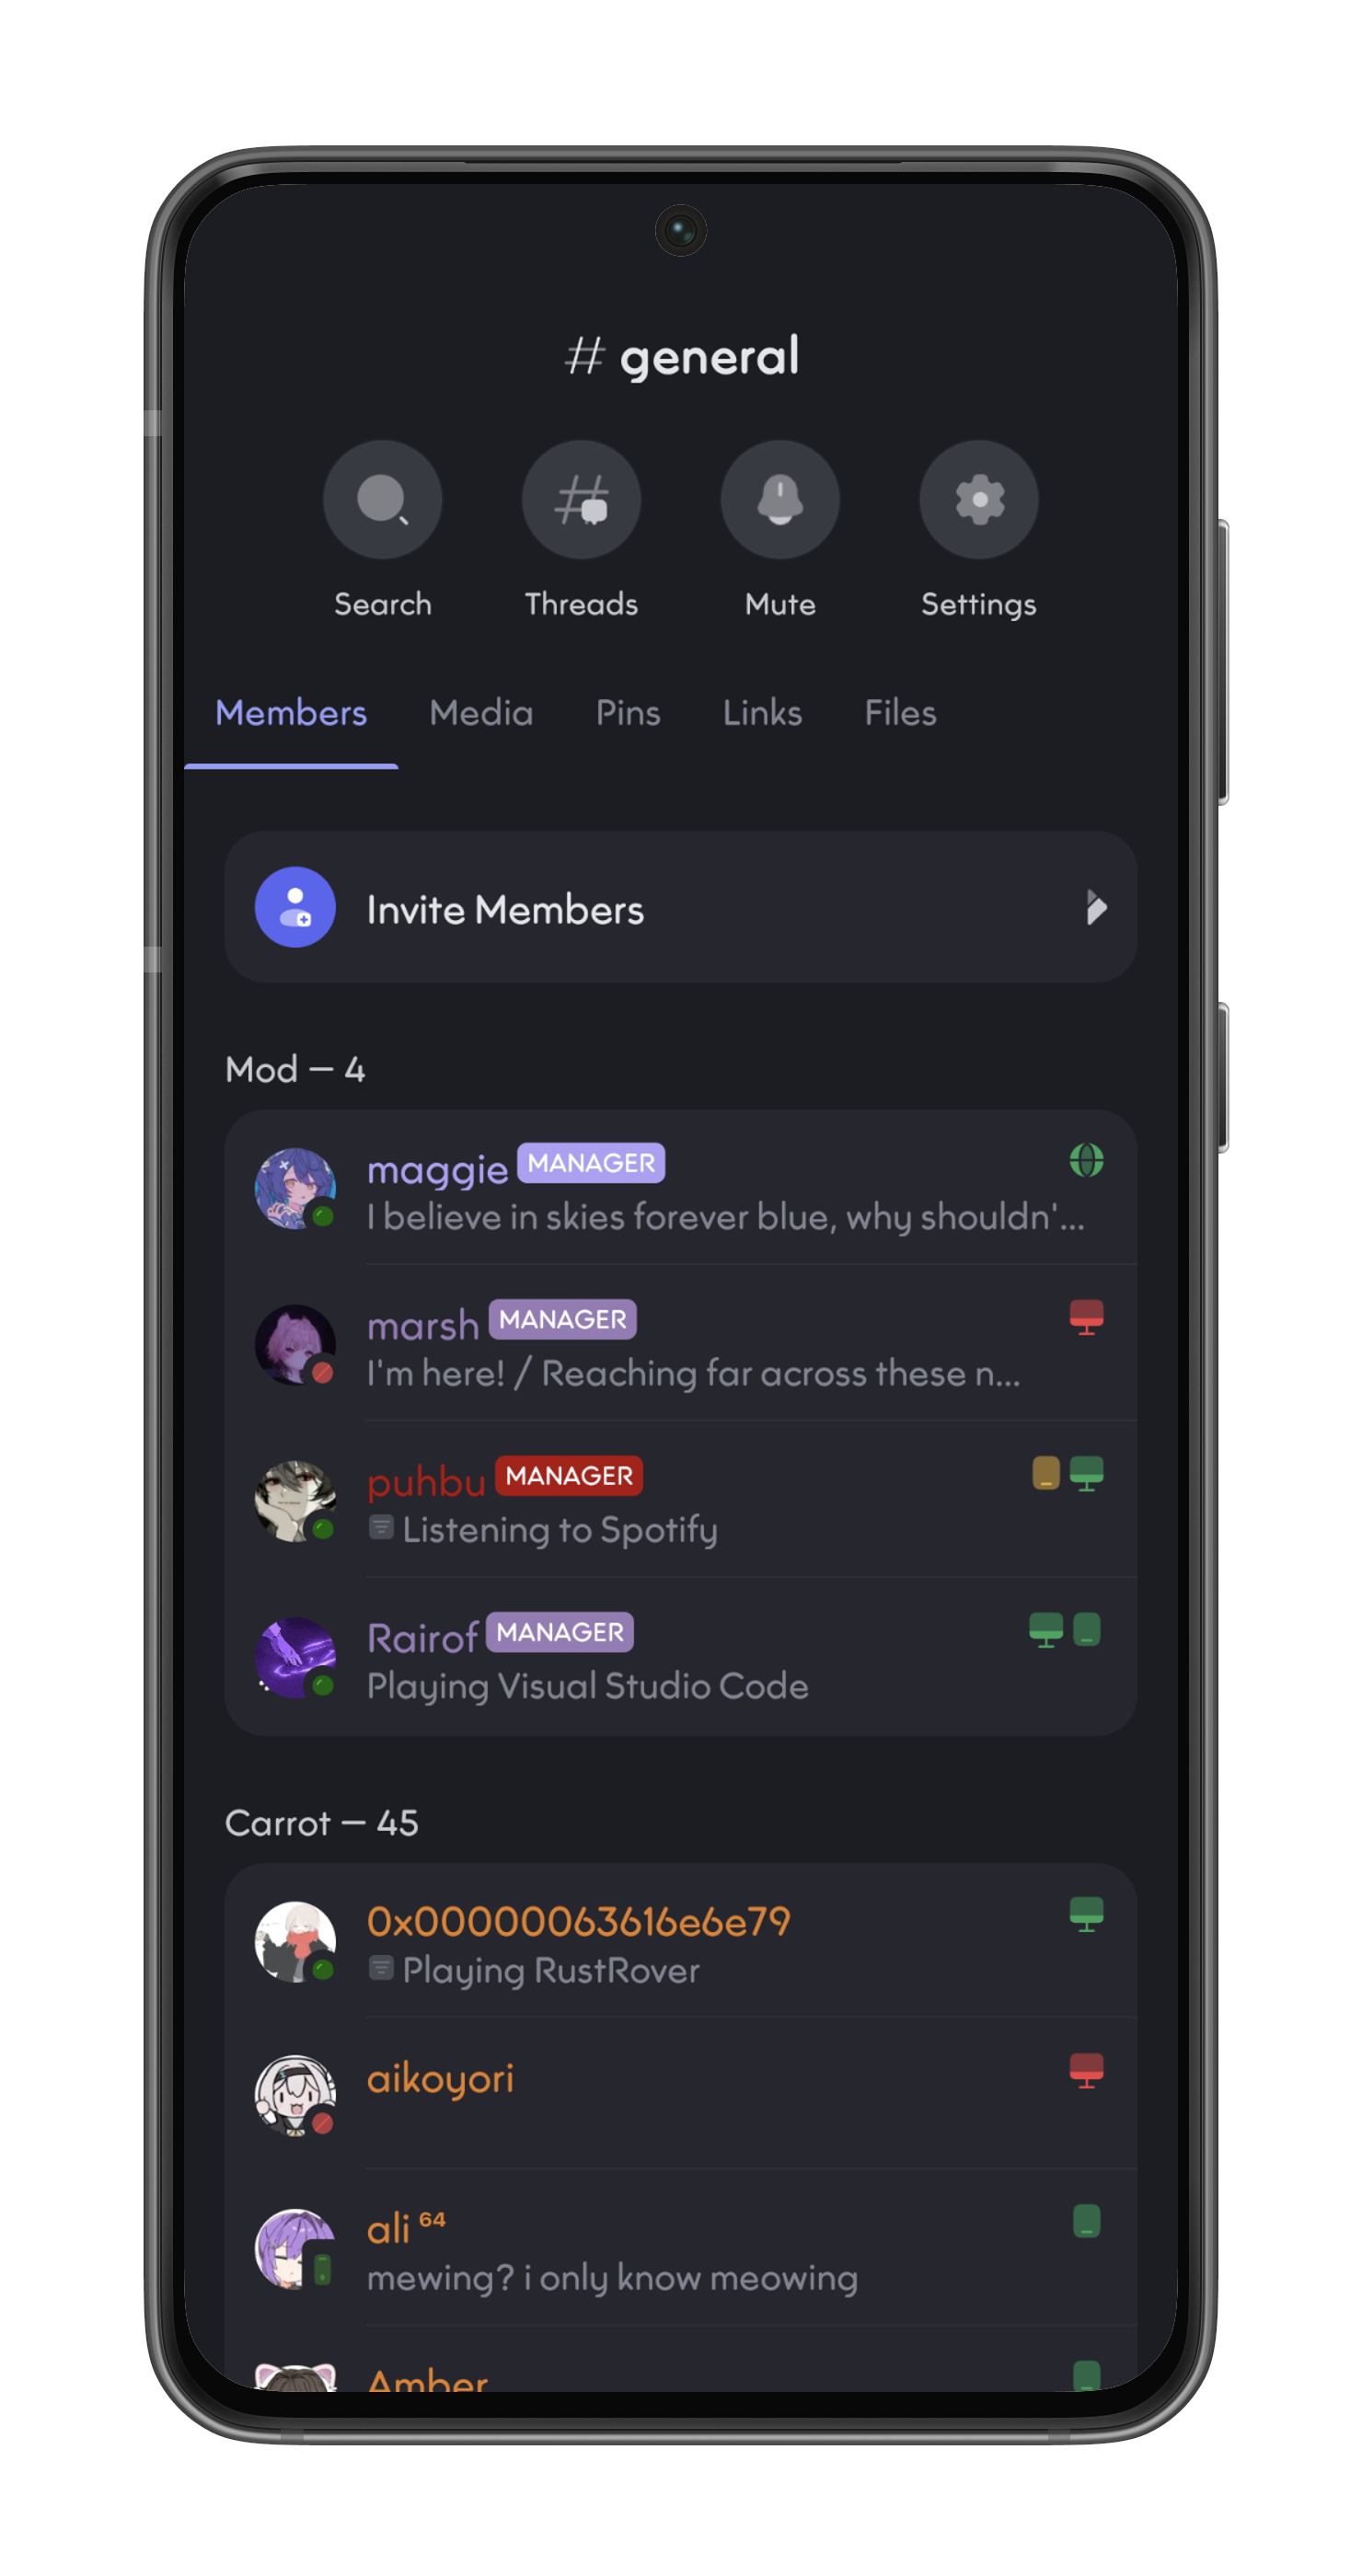 # general
Search Threads Mute Settings
Members Media Pins Links Files
Invite Members
Mod — 4
maggie MANAGER
I believe in skies forever blue, why shouldn'...
marsh MANAGER
I'm here! / Reaching far across these n...
puhbu MANAGER
Listening to Spotify
Rairof MANAGER
Playing Visual Studio Code
Carrot — 45
0x00000063616e6e79
Playing RustRover
aikoyori
ali 64
mewing? i only know meowing
Amber